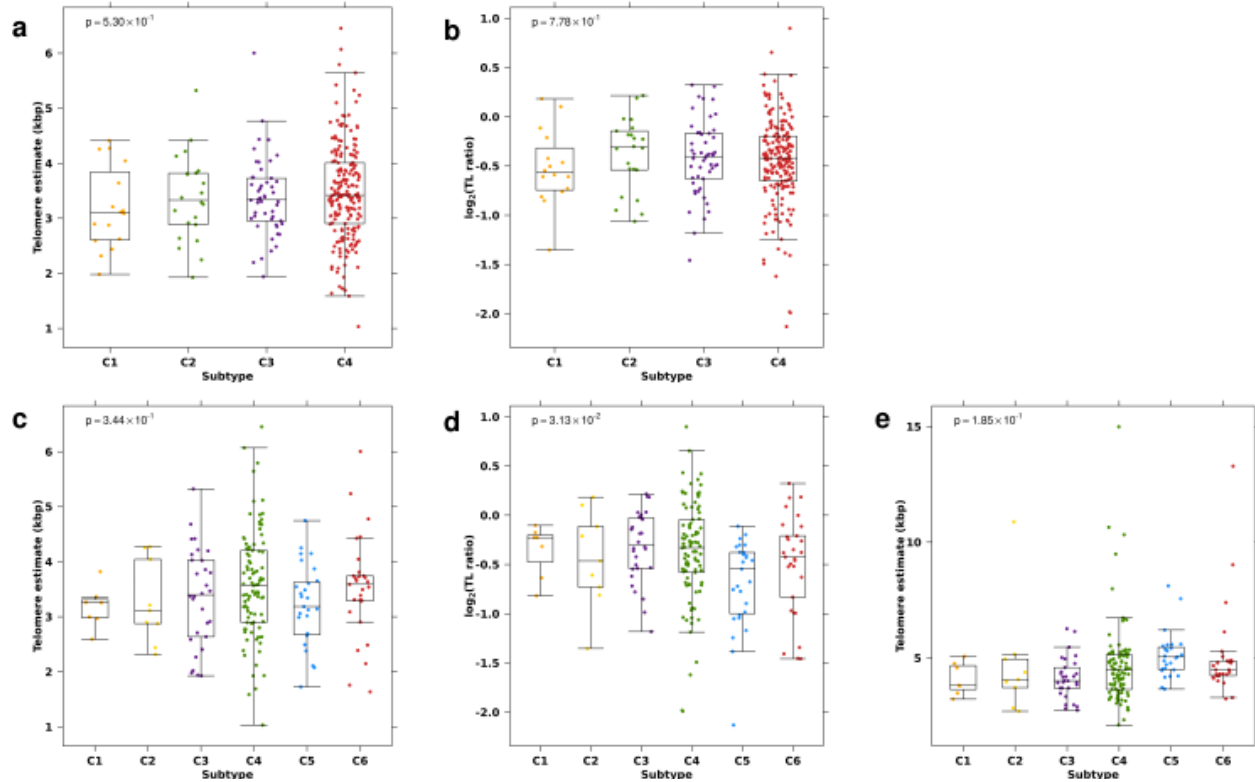 a
p = 5.30×10⁻¹
Telomere estimate (kbp)
6
5
4
3
2
1
C1 C2 C3 C4
Subtype
b
p = 7.78×10⁻¹
log₂(TL ratio)
1.0
0.5
0.0
-0.5
-1.0
-1.5
-2.0
C1 C2 C3 C4
Subtype
c
p = 3.44×10⁻¹
Telomere estimate (kbp)
6
5
4
3
2
1
C1 C2 C3 C4 C5 C6
Subtype
d
p = 3.13×10⁻²
log₂(TL ratio)
1.0
0.5
0.0
-0.5
-1.0
-1.5
-2.0
C1 C2 C3 C4 C5 C6
Subtype
e
p = 1.85×10⁻¹
Telomere estimate (kbp)
15
10
5
C1 C2 C3 C4 C5 C6
Subtype